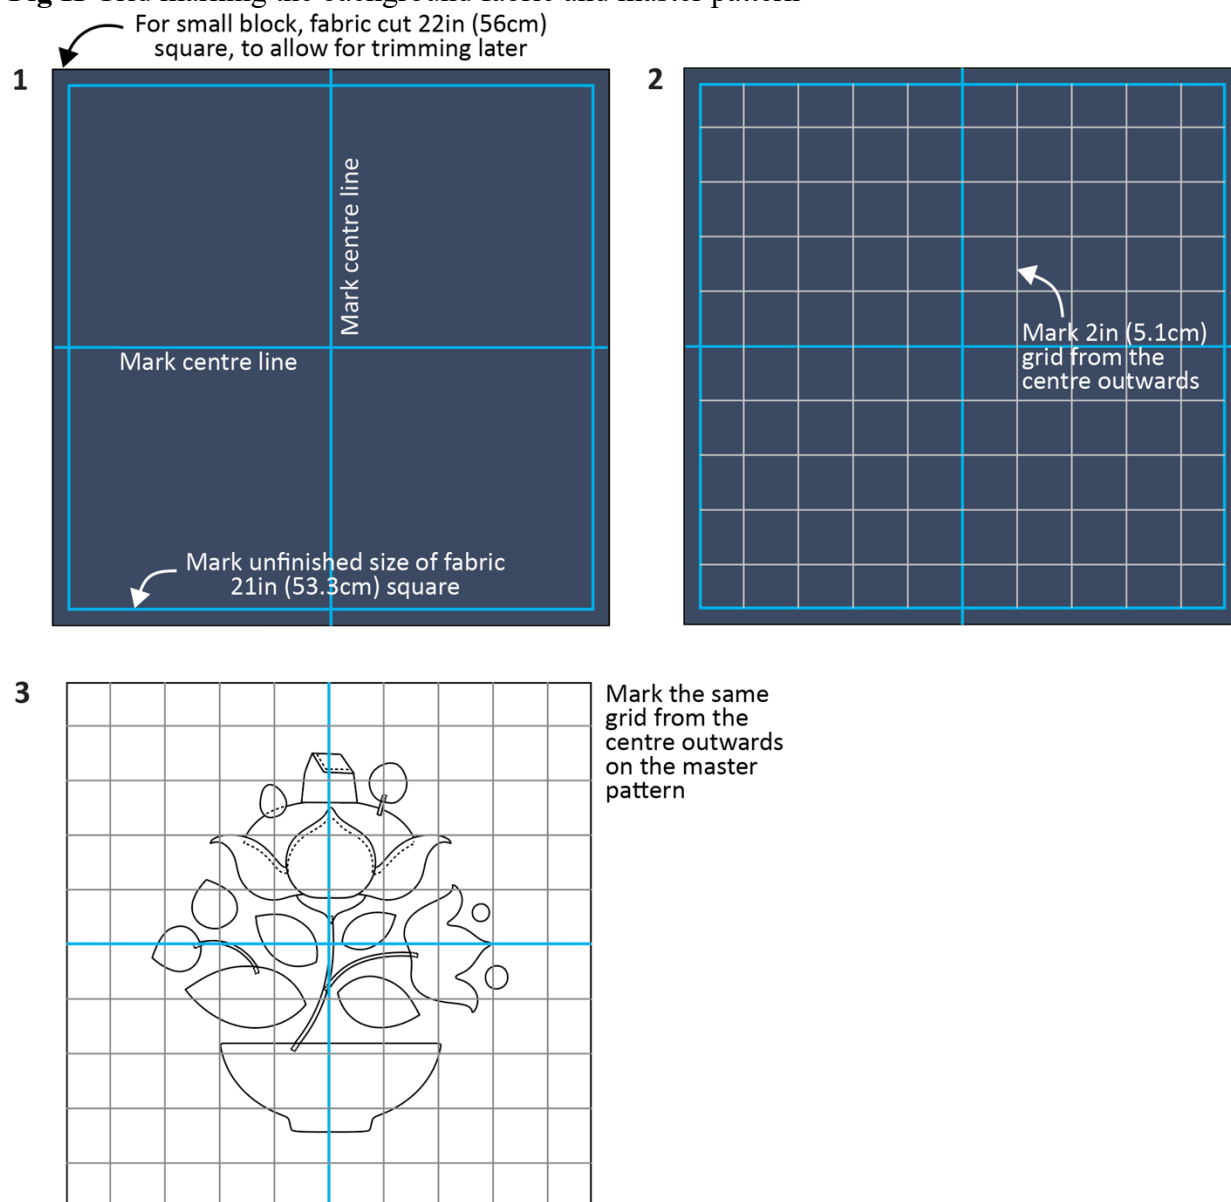 For small block, fabric cut 22in (56cm)
square, to allow for trimming later
1
Mark centre line
Mark centre line
Mark unfinished size of fabric
21in (53.3cm) square
2
Mark 2in (5.1cm)
grid from the
centre outwards
3
Mark the same
grid from the
centre outwards
on the master
pattern